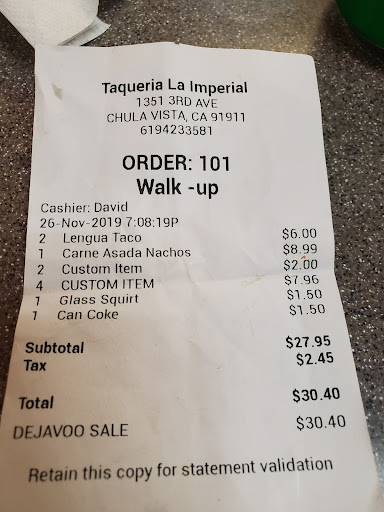 Taqueria La Imperial
1351 3RD AVE
CHULA VISTA, CA 91911
6194233581
ORDER: 101
Walk -up
Cashier: David
26-Nov-2019 7:08:19P
2 Lengua Taco $6.00
1 Carne Asada Nachos $8.99
2 Custom Item $2.00
4 CUSTOM ITEM $7.96
1 Glass Squirt $1.50
1 Can Coke $1.50
Subtotal $27.95
Tax $2.45
Total $30.40
DEJAVOO SALE $30.40
Retain this copy for statement validation